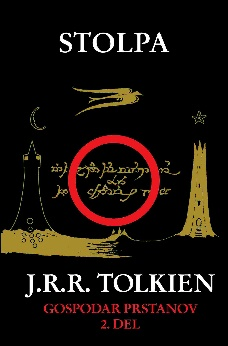 STOLPA
J.R.R. TOLKIEN
GOSPODAR PRSTANOV
2. DEL